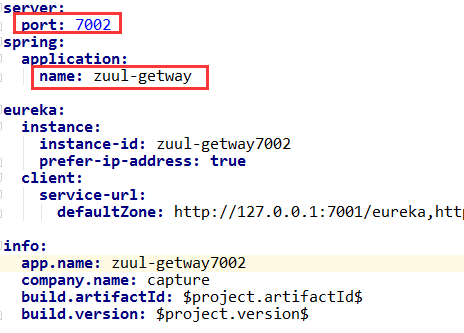 server:
port: 7002
spring:
application:
name: zuul-getway
eureka:
instance:
instance-id: zuul-getway7002
prefer-ip-address: true
client:
service-url:
defaultZone: http://127.0.0.1:7001/eureka,ht
info:
app.name: zuul-getway7002
company.name: capture
build.artifactId: $project.artifactId$
build.version: $project.version$